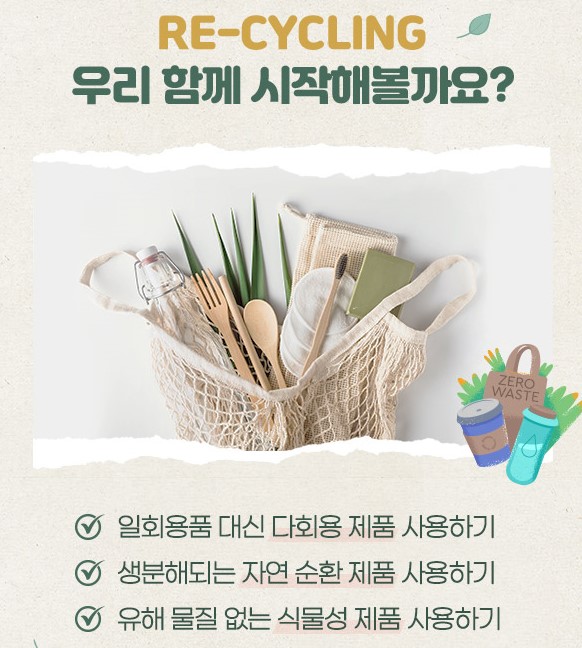 RE-CYCLING
우리 함께 시작해볼까요?
ZERO
WASTE
일회용품 대신 다회용 제품 사용하기
생분해되는 자연 순환 제품 사용하기
유해 물질 없는 식물성 제품 사용하기